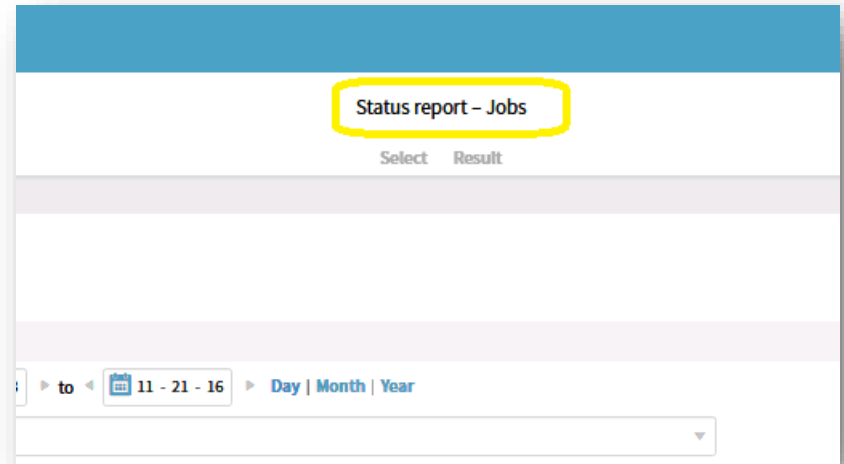 Status report – Jobs
Select Result
to 11 - 21 - 16 Day | Month | Year